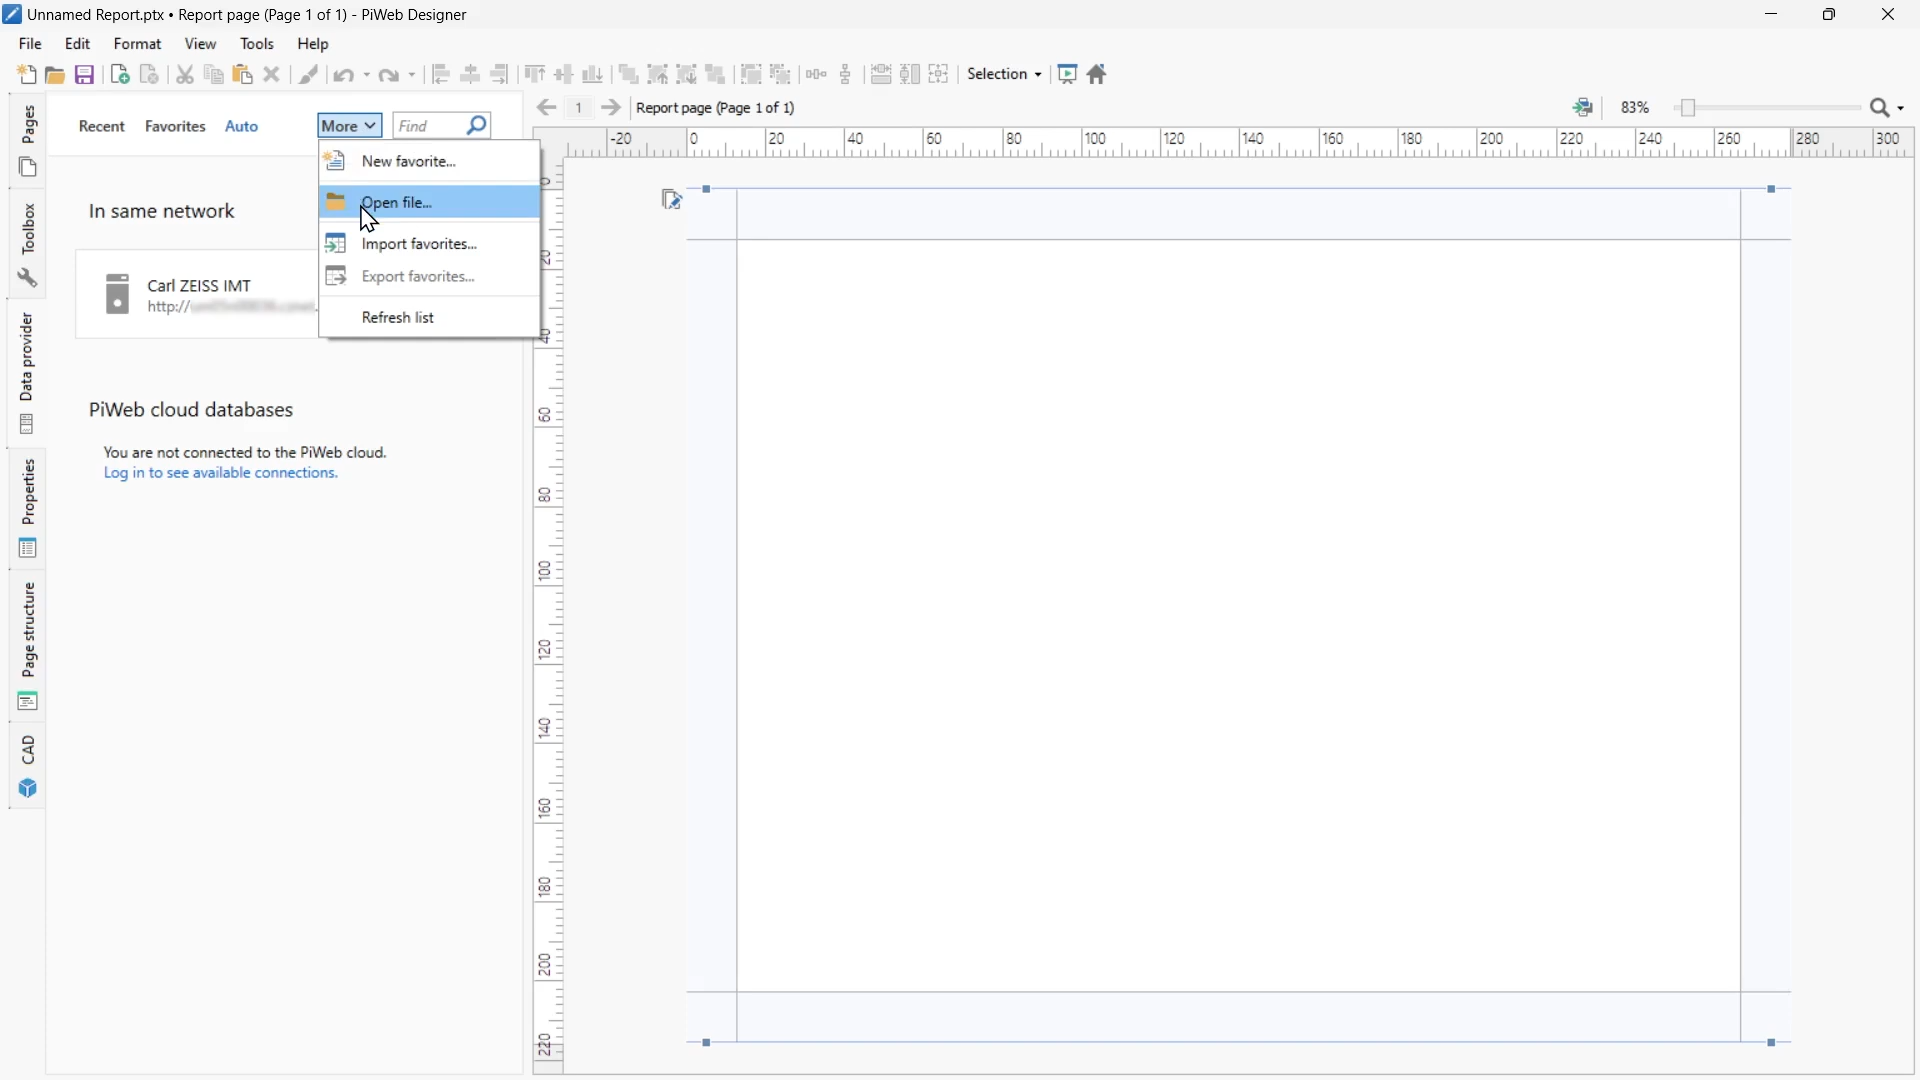 Unnamed Report.ptx • Report page (Page 1 of 1) - PiWeb Designer
File Edit Format View Tools Help
Selection
Pages
Toolbox
Data provider
Properties
Page structure
CAD
Recent Favorites Auto More Find
New favorite...
Open file...
Import favorites...
Export favorites...
Refresh list
In same network
Carl ZEISS IMT
http://
PiWeb cloud databases
You are not connected to the PiWeb cloud.
Log in to see available connections.
1 Report page (Page 1 of 1) 83%
-20 0 20 40 60 80 100 120 140 160 180 200 220 240 260 280 300
0
20
40
60
80
100
120
140
160
180
200
220